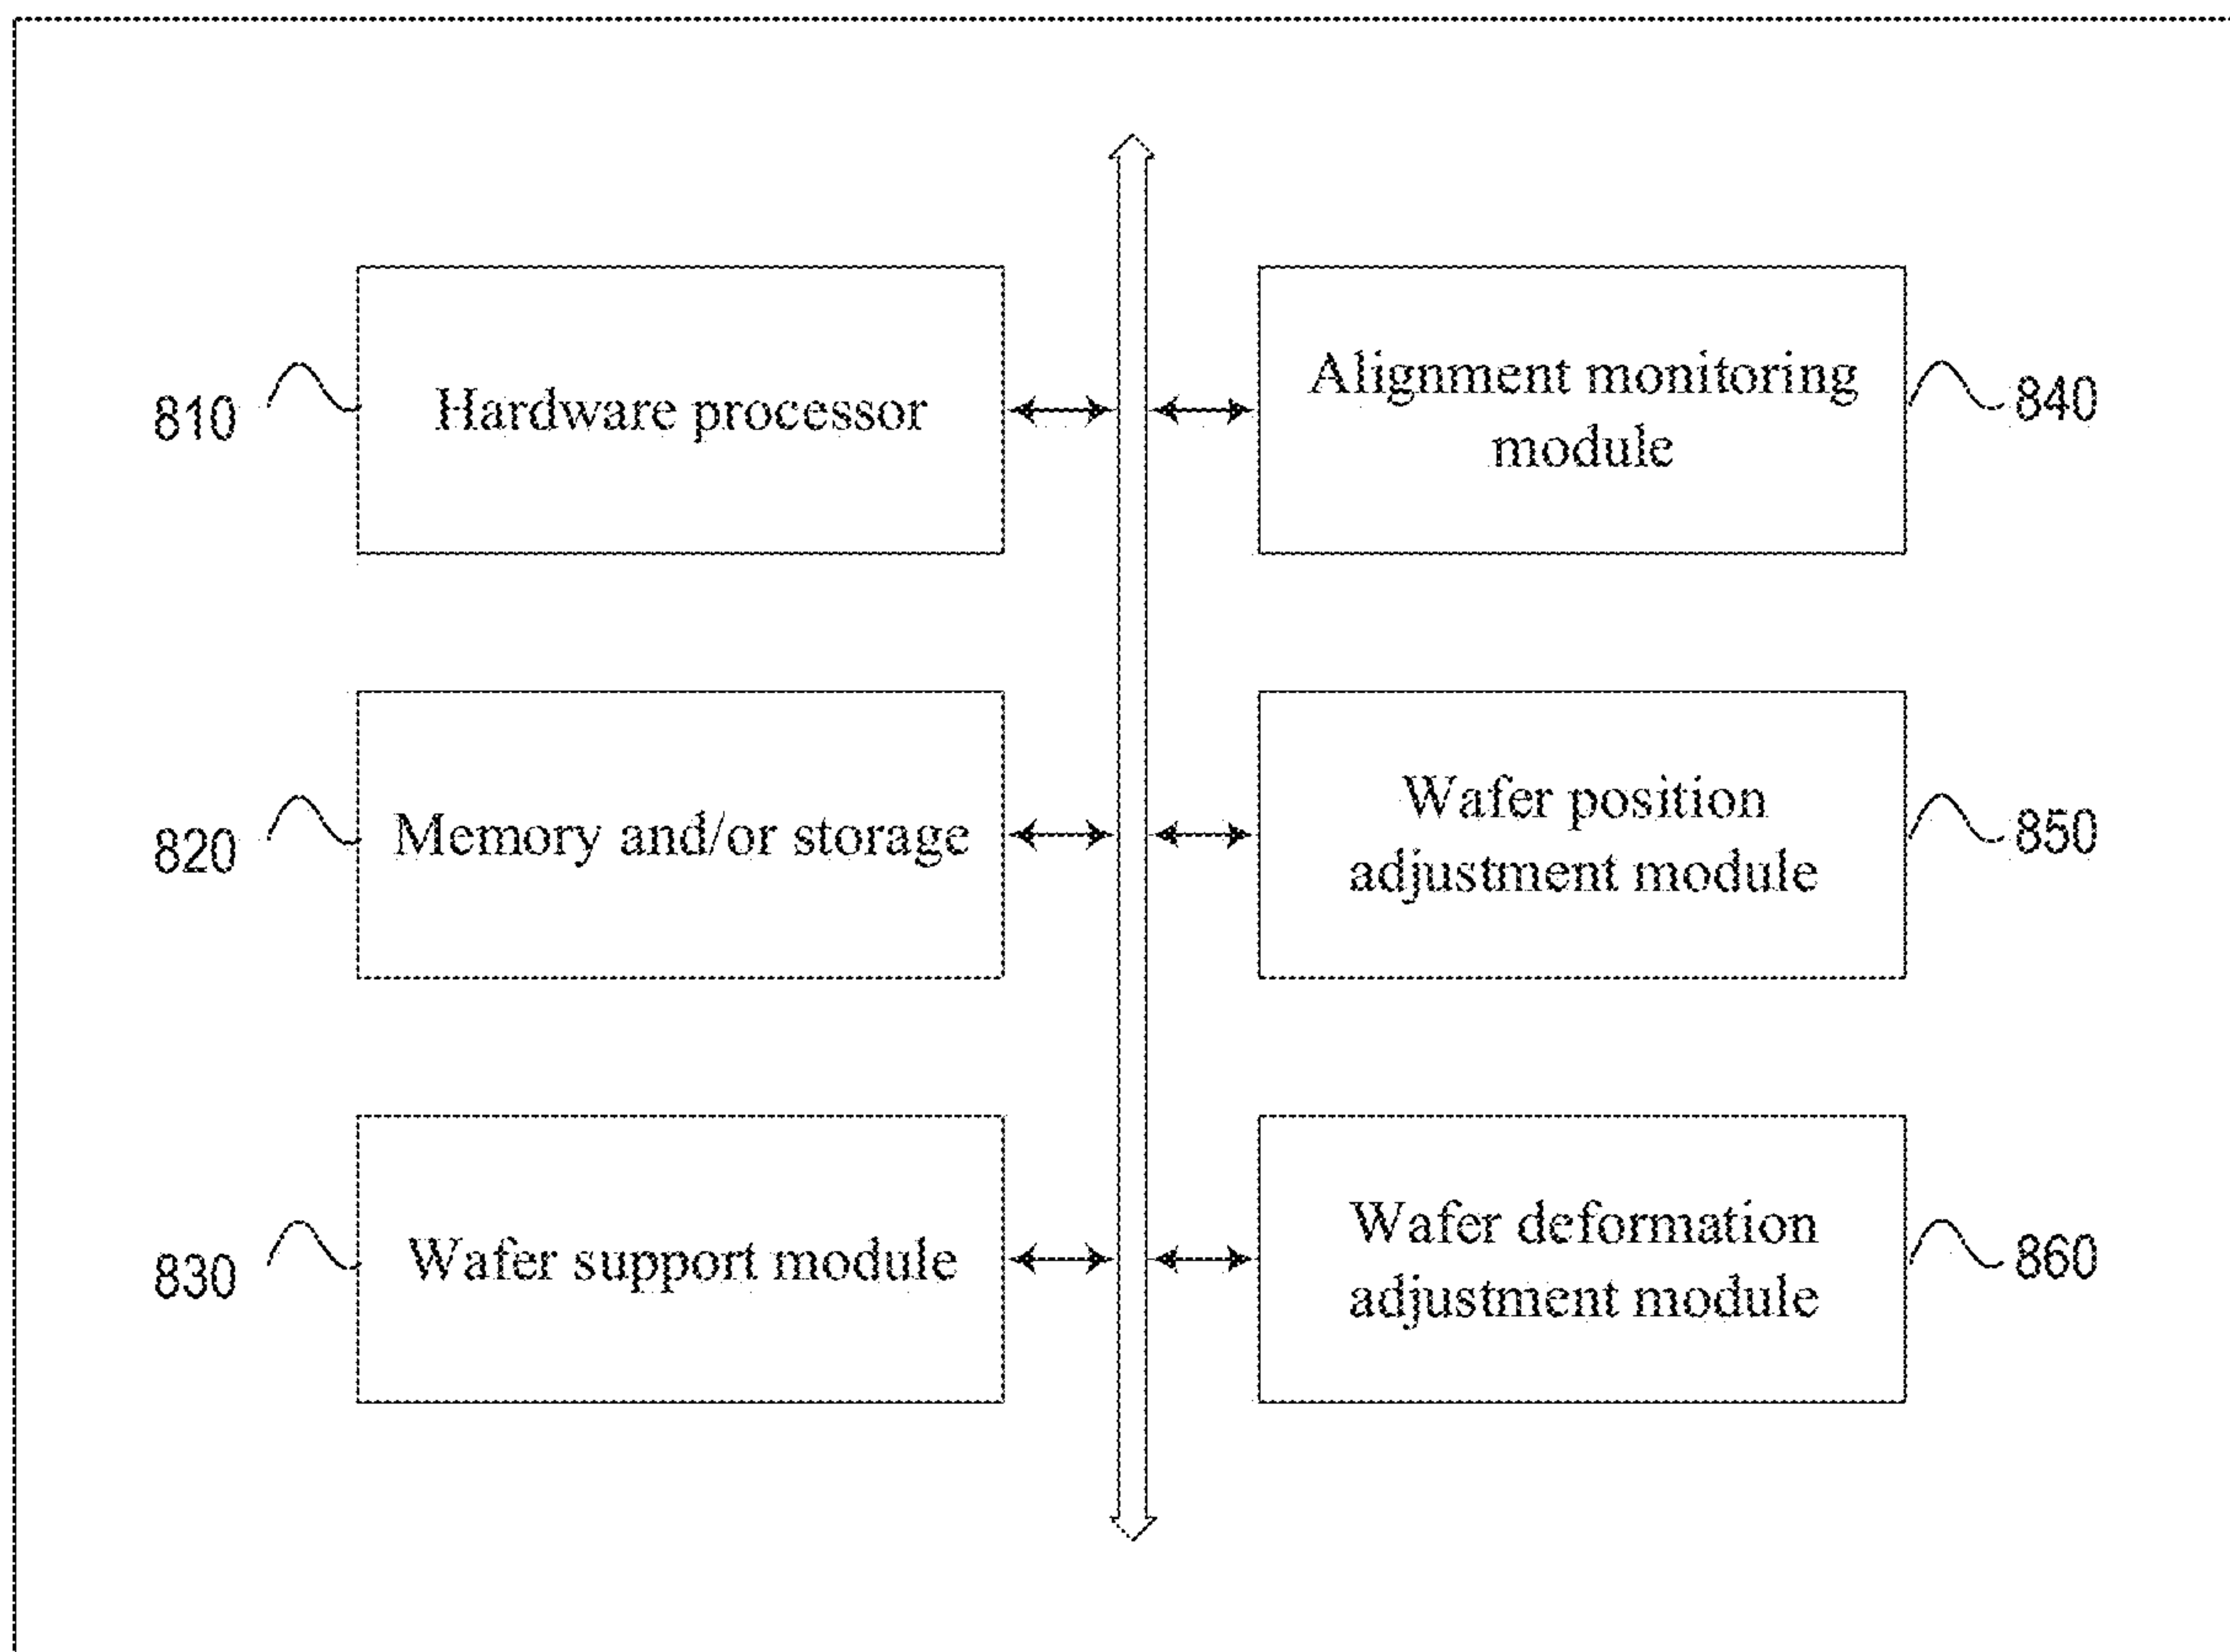 810
Hardware processor
Alignment monitoring
module
840
820
Memory and/or storage
Wafer position
adjustment module
850
830
Wafer support module
Wafer deformation
adjustment module
860